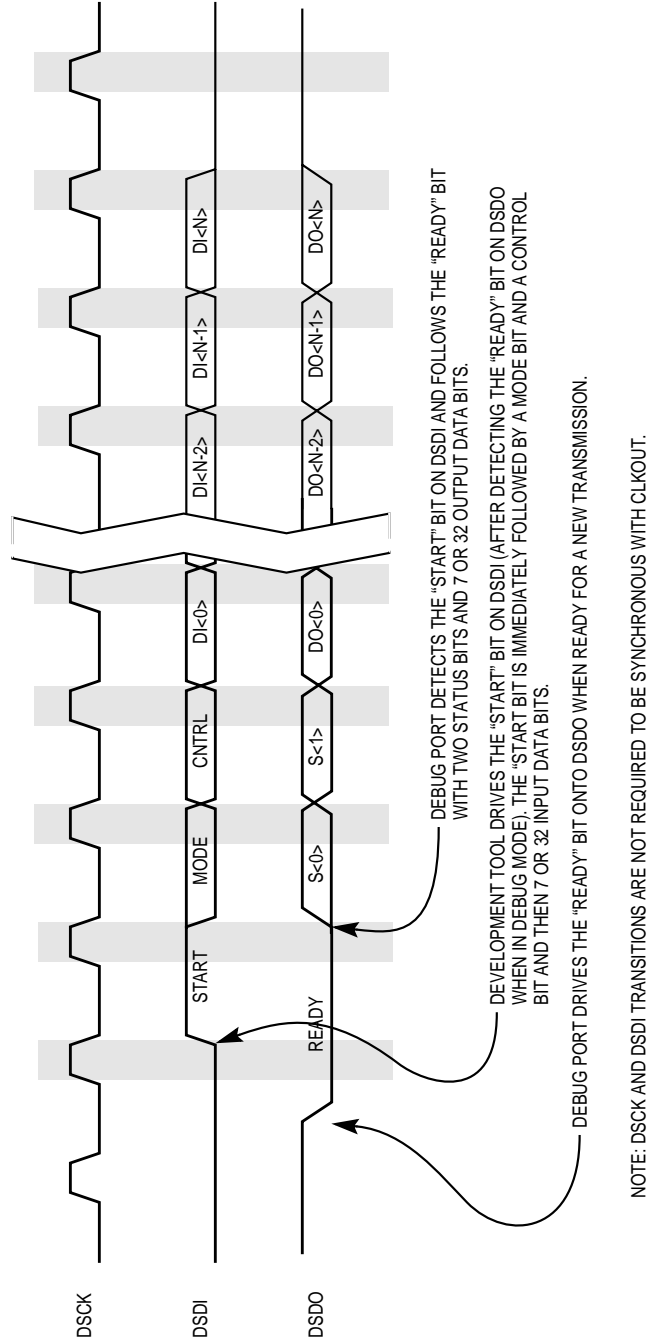 DSCK
DSDI
START
MODE
CNTRL
DI<0>
DI<N-2>
DI<N-1>
DI<N>
DSDO
READY
S<0>
S<1>
DO<0>
DO<N-2>
DO<N-1>
DO<N>
DEBUG PORT DETECTS THE “START” BIT ON DSDI AND FOLLOWS THE “READY” BIT
WITH TWO STATUS BITS AND 7 OR 32 OUTPUT DATA BITS.
DEVELOPMENT TOOL DRIVES THE “START” BIT ON DSDI (AFTER DETECTING THE “READY” BIT ON DSDO
WHEN IN DEBUG MODE). THE “START BIT IS IMMEDIATELY FOLLOWED BY A MODE BIT AND A CONTROL
BIT AND THEN 7 OR 32 INPUT DATA BITS.
DEBUG PORT DRIVES THE “READY” BIT ONTO DSDO WHEN READY FOR A NEW TRANSMISSION.
NOTE: DSCK AND DSDI TRANSITIONS ARE NOT REQUIRED TO BE SYNCHRONOUS WITH CLKOUT.